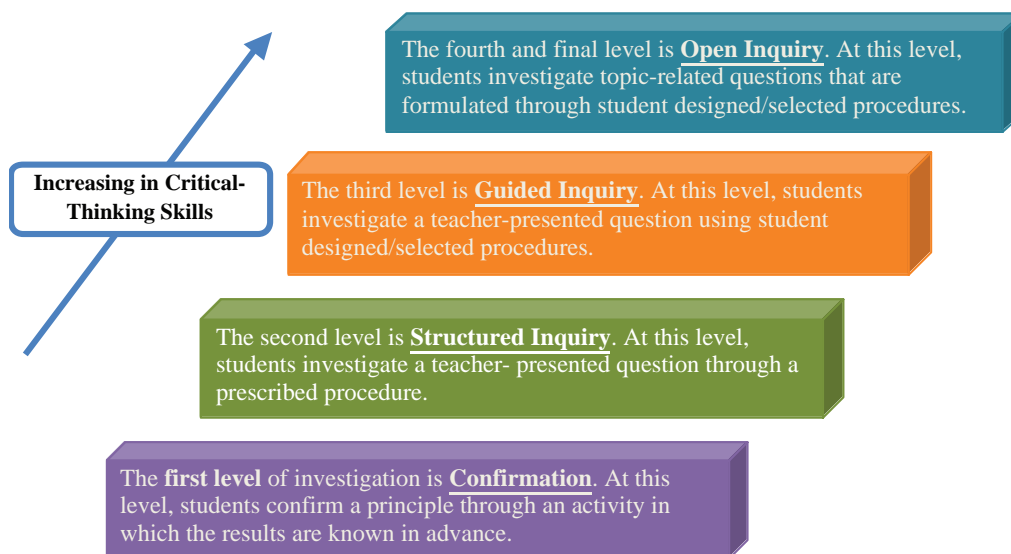 The fourth and final level is Open Inquiry. At this level,
students investigate topic-related questions that are
formulated through student designed/selected procedures.
Increasing in Critical-
Thinking Skills
The third level is Guided Inquiry. At this level, students
investigate a teacher-presented question using student
designed/selected procedures.
The second level is Structured Inquiry. At this level,
students investigate a teacher- presented question through a
prescribed procedure.
The first level of investigation is Confirmation. At this
level, students confirm a principle through an activity in
which the results are known in advance.